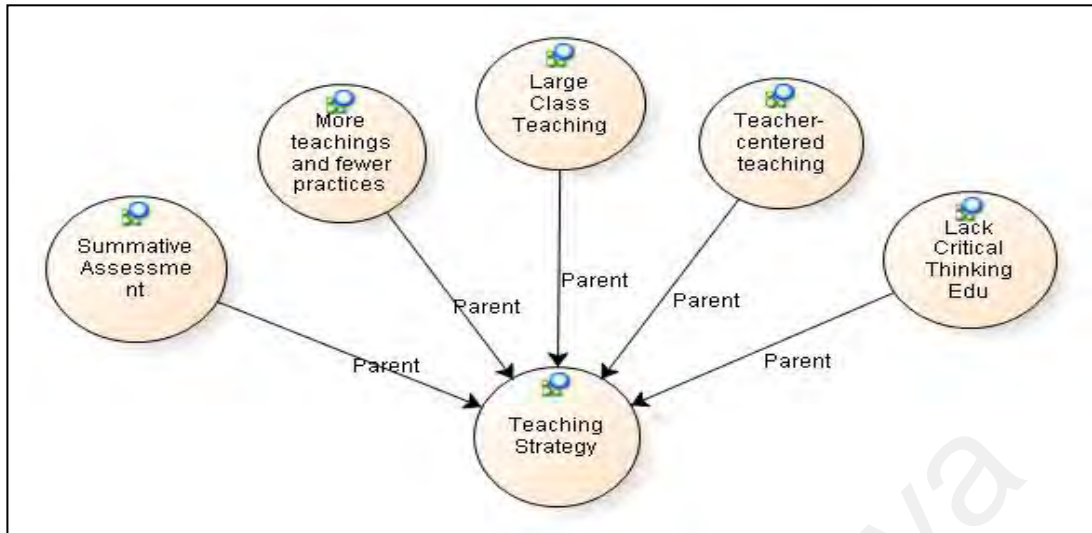 Large
Class
Teaching
More
teachings
and fewer
practices
Teacher-
centered
teaching
Summative
Assessme
nt
Lack
Critical
Thinking
Edu
Parent
Parent
Parent
Parent
Parent
Teaching
Strategy